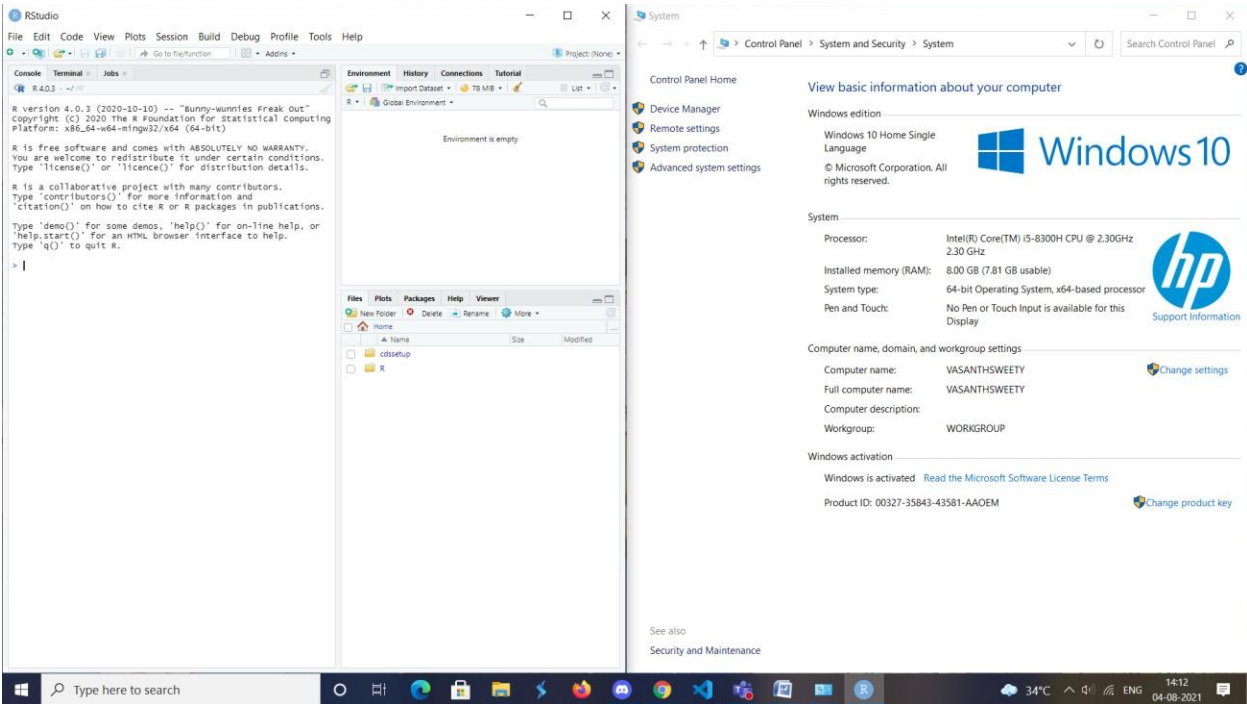 RStudio
File Edit Code View Plots Session Build Debug Profile Tools Help
Go to file/function
Addins
Project: (None)
Console Terminal Jobs
R 4.0.3 · ~/
R version 4.0.3 (2020-10-10) -- "Bunny-Wunnies Freak Out"
Copyright (C) 2020 The R Foundation for Statistical Computing
Platform: x86_64-w64-mingw32/x64 (64-bit)
R is free software and comes with ABSOLUTELY NO WARRANTY.
You are welcome to redistribute it under certain conditions.
Type 'license()' or 'licence()' for distribution details.
R is a collaborative project with many contributors.
Type 'contributors()' for more information and
'citation()' on how to cite R or R packages in publications.
Type 'demo()' for some demos, 'help()' for on-line help, or
'help.start()' for an HTML browser interface to help.
Type 'q()' to quit R.
>
Environment History Connections Tutorial
Import Dataset 78 MiB List
R Global Environment
Environment is empty
Files Plots Packages Help Viewer
New Folder Delete Rename More
Home
Name Size Modified
cdssetup
R
System
Control Panel > System and Security > System
Search Control Panel
Control Panel Home
Device Manager
Remote settings
System protection
Advanced system settings
See also
Security and Maintenance
View basic information about your computer
Windows edition
Windows 10 Home Single
Language
© Microsoft Corporation. All
rights reserved.
Windows 10
System
Processor: Intel(R) Core(TM) i5-8300H CPU @ 2.30GHz
2.30 GHz
Installed memory (RAM): 8.00 GB (7.81 GB usable)
System type: 64-bit Operating System, x64-based processor
Pen and Touch: No Pen or Touch Input is available for this
Display
hp
Support Information
Computer name, domain, and workgroup settings
Computer name: VASANTHSWEETY
Change settings
Full computer name: VASANTHSWEETY
Computer description:
Workgroup: WORKGROUP
Windows activation
Windows is activated Read the Microsoft Software License Terms
Product ID: 00327-35843-43581-AAOEM
Change product key
Type here to search
34°C ENG
14:12
04-08-2021